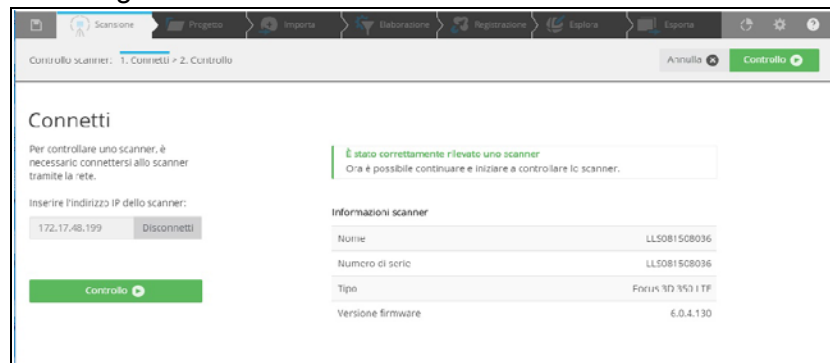 Scansione
Progetto
Importa
Elaborazione
Registrazione
Esplora
Esporta
Controllo scanner: 1. Connetti > 2. Controllo
Annulla
Controllo
Connetti
Per controllare uno scanner, è
necessario connettersi allo scanner
tramite la rete.
Inserire l'indirizzo IP dello scanner:
172.17.48.199
Disconnetti
Controllo
È stato correttamente rilevato uno scanner
Ora è possibile continuare e iniziare a controllare lo scanner.
Informazioni scanner
Nome LLS081508036
Numero di serie LLS081508036
Tipo Focus 3D 350 LTE
Versione firmware 6.0.4.130